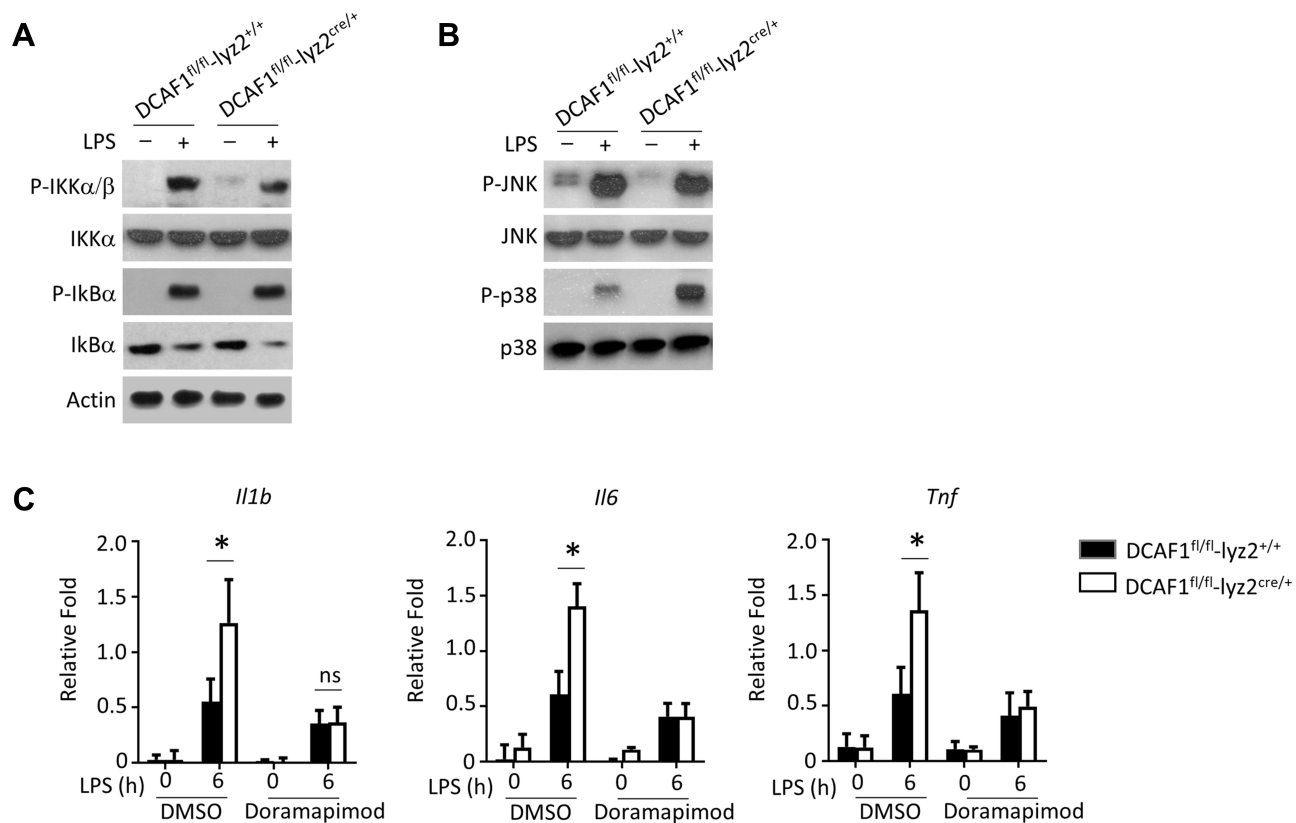 A
DCAF1fl/fl-lyz2+/+
DCAF1fl/fl-lyz2cre/+
LPS − + − +
P-IKKα/β
IKKα
P-IkBα
IkBα
Actin
B
DCAF1fl/fl-lyz2+/+
DCAF1fl/fl-lyz2cre/+
LPS − + − +
P-JNK
JNK
P-p38
p38
C
Il1b
Relative Fold
2.0
1.5
1.0
0.5
0
*
ns
LPS (h) 0 6 0 6
DMSO Doramapimod
Il6
Relative Fold
2.0
1.5
1.0
0.5
0
*
LPS (h) 0 6 0 6
DMSO Doramapimod
Tnf
Relative Fold
2.0
1.5
1.0
0.5
0
*
LPS (h) 0 6 0 6
DMSO Doramapimod
DCAF1fl/fl-lyz2+/+
DCAF1fl/fl-lyz2cre/+